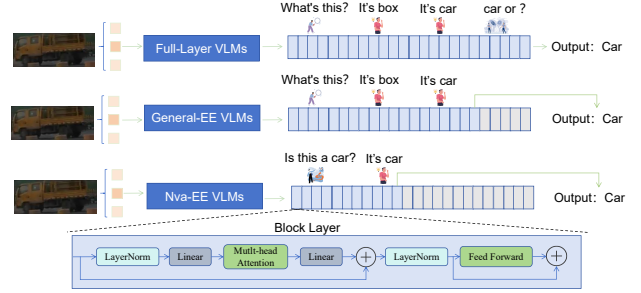 What's this? It's box It's car car or ?
Full-Layer VLMs
Output: Car
What's this? It's box It's car
General-EE VLMs
Output: Car
Is this a car? It's car
Nva-EE VLMs
Output: Car
Block Layer
LayerNorm Linear Mutlt-head Attention Linear LayerNorm Feed Forward